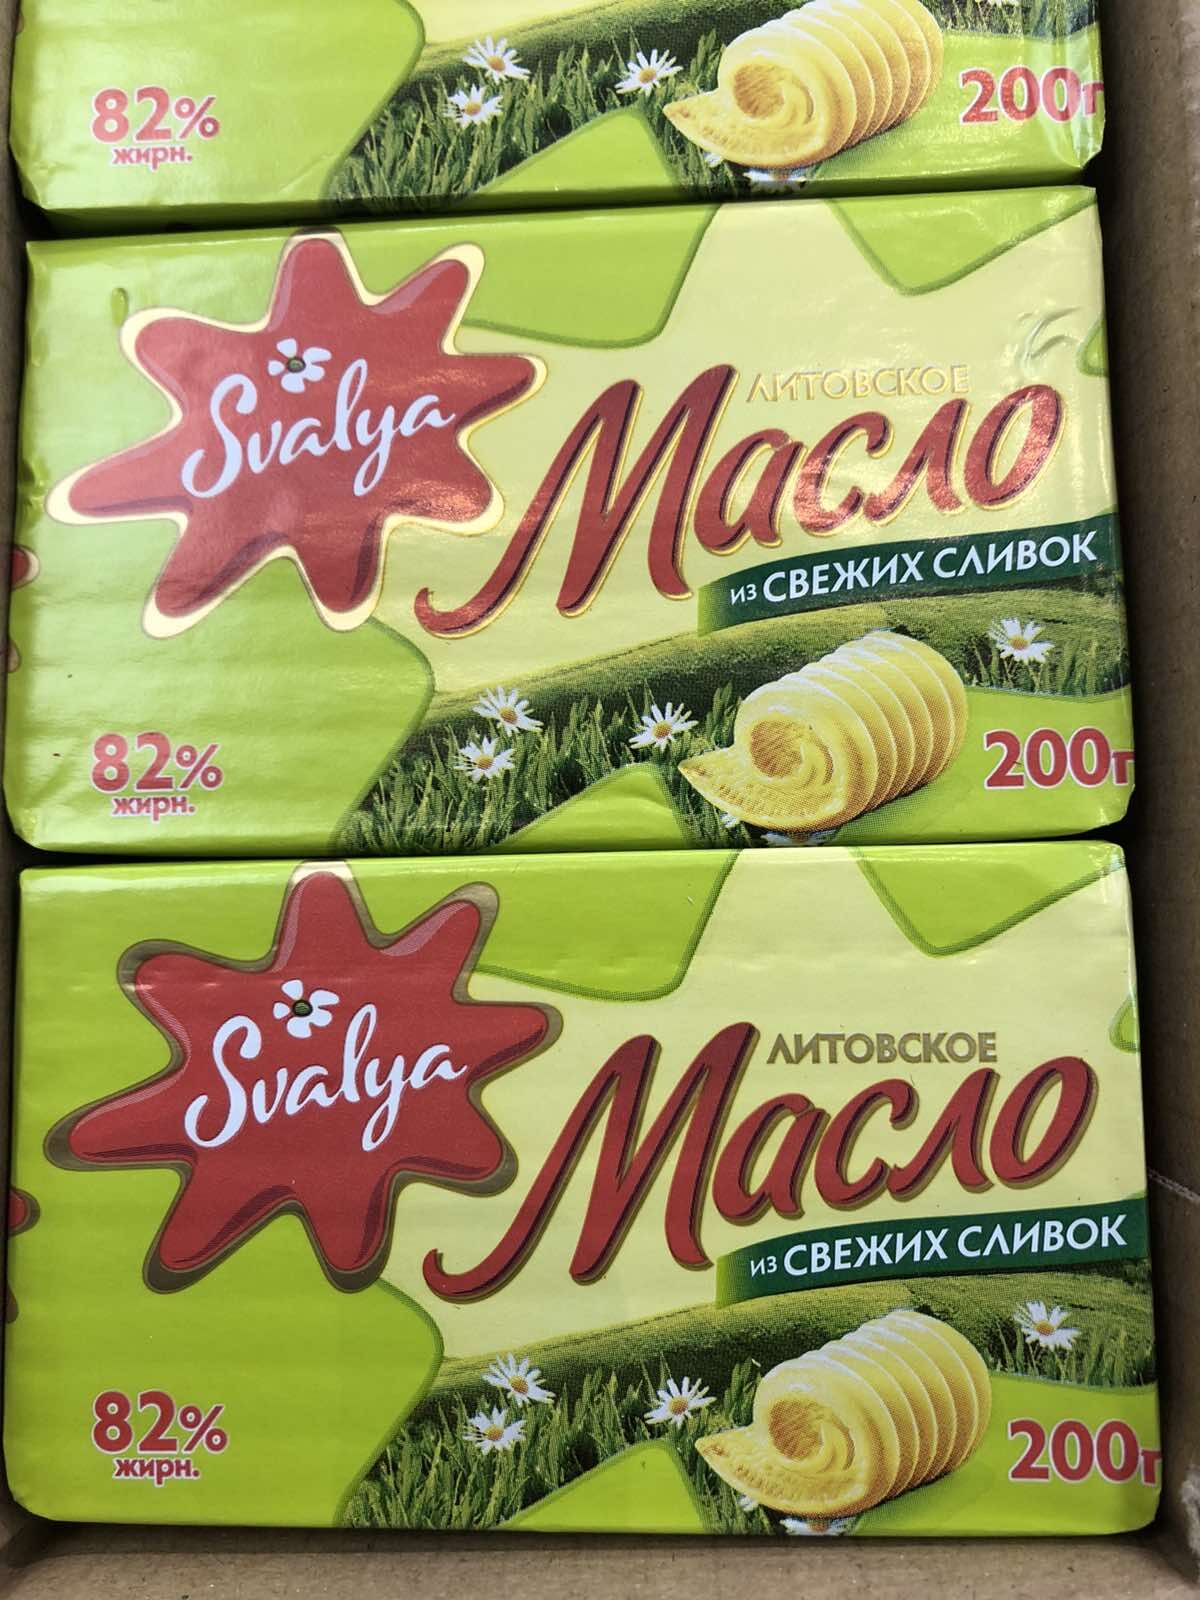 82%
жирн.
200г
Svalya
ЛИТОВСКОЕ
Масло
из СВЕЖИХ СЛИВОК
82%
жирн.
200г
Svalya
ЛИТОВСКОЕ
Масло
из СВЕЖИХ СЛИВОК
82%
жирн.
200г